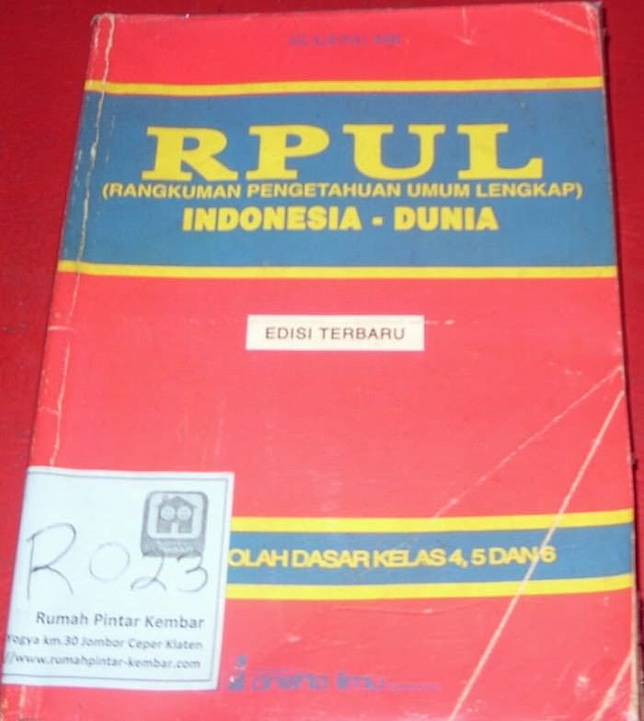 RPUL
(RANGKUMAN PENGETAHUAN UMUM LENGKAP)
INDONESIA - DUNIA
EDISI TERBARU
OLAH DASAR KELAS 4, 5 DAN 6
R023
Rumah Pintar Kembar
Yogya km.30 Jombor Ceper Klaten
//www.rumahpintar-kembar.com
ilmu